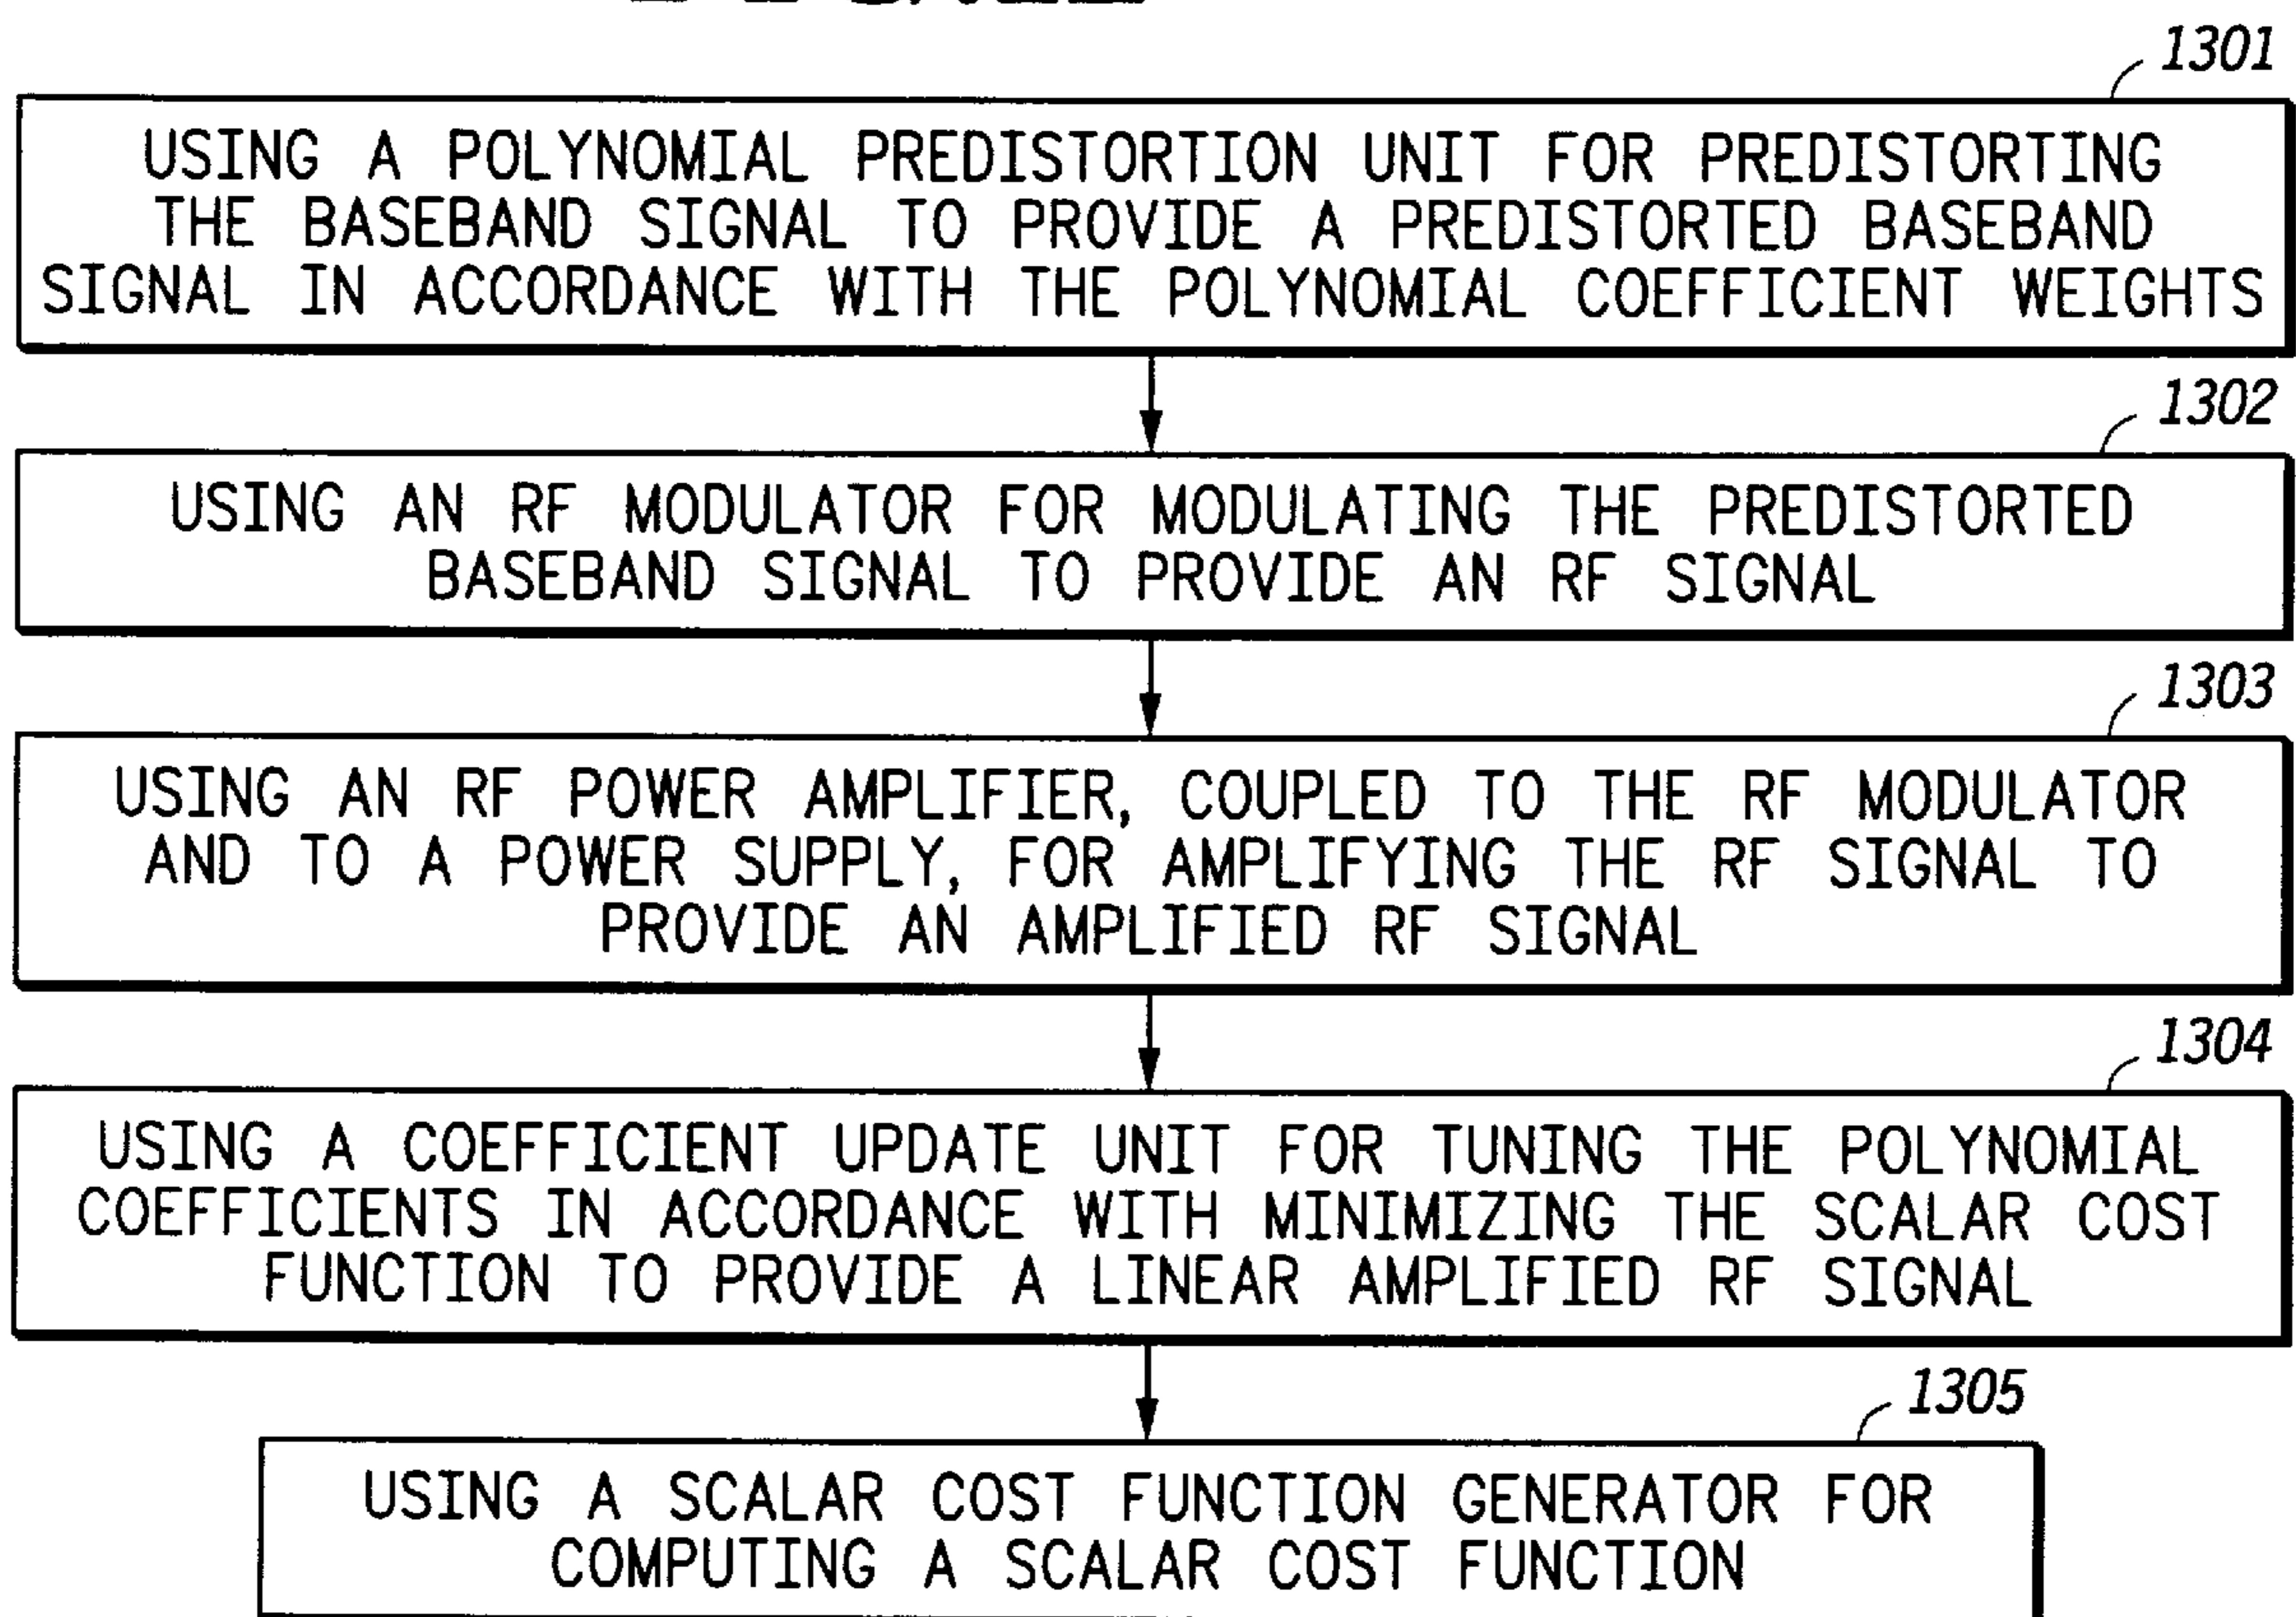 1301
USING A POLYNOMIAL PREDISTORTION UNIT FOR PREDISTORTING
THE BASEBAND SIGNAL TO PROVIDE A PREDISTORTED BASEBAND
SIGNAL IN ACCORDANCE WITH THE POLYNOMIAL COEFFICIENT WEIGHTS
1302
USING AN RF MODULATOR FOR MODULATING THE PREDISTORTED
BASEBAND SIGNAL TO PROVIDE AN RF SIGNAL
1303
USING AN RF POWER AMPLIFIER, COUPLED TO THE RF MODULATOR
AND TO A POWER SUPPLY, FOR AMPLIFYING THE RF SIGNAL TO
PROVIDE AN AMPLIFIED RF SIGNAL
1304
USING A COEFFICIENT UPDATE UNIT FOR TUNING THE POLYNOMIAL
COEFFICIENTS IN ACCORDANCE WITH MINIMIZING THE SCALAR COST
FUNCTION TO PROVIDE A LINEAR AMPLIFIED RF SIGNAL
1305
USING A SCALAR COST FUNCTION GENERATOR FOR
COMPUTING A SCALAR COST FUNCTION